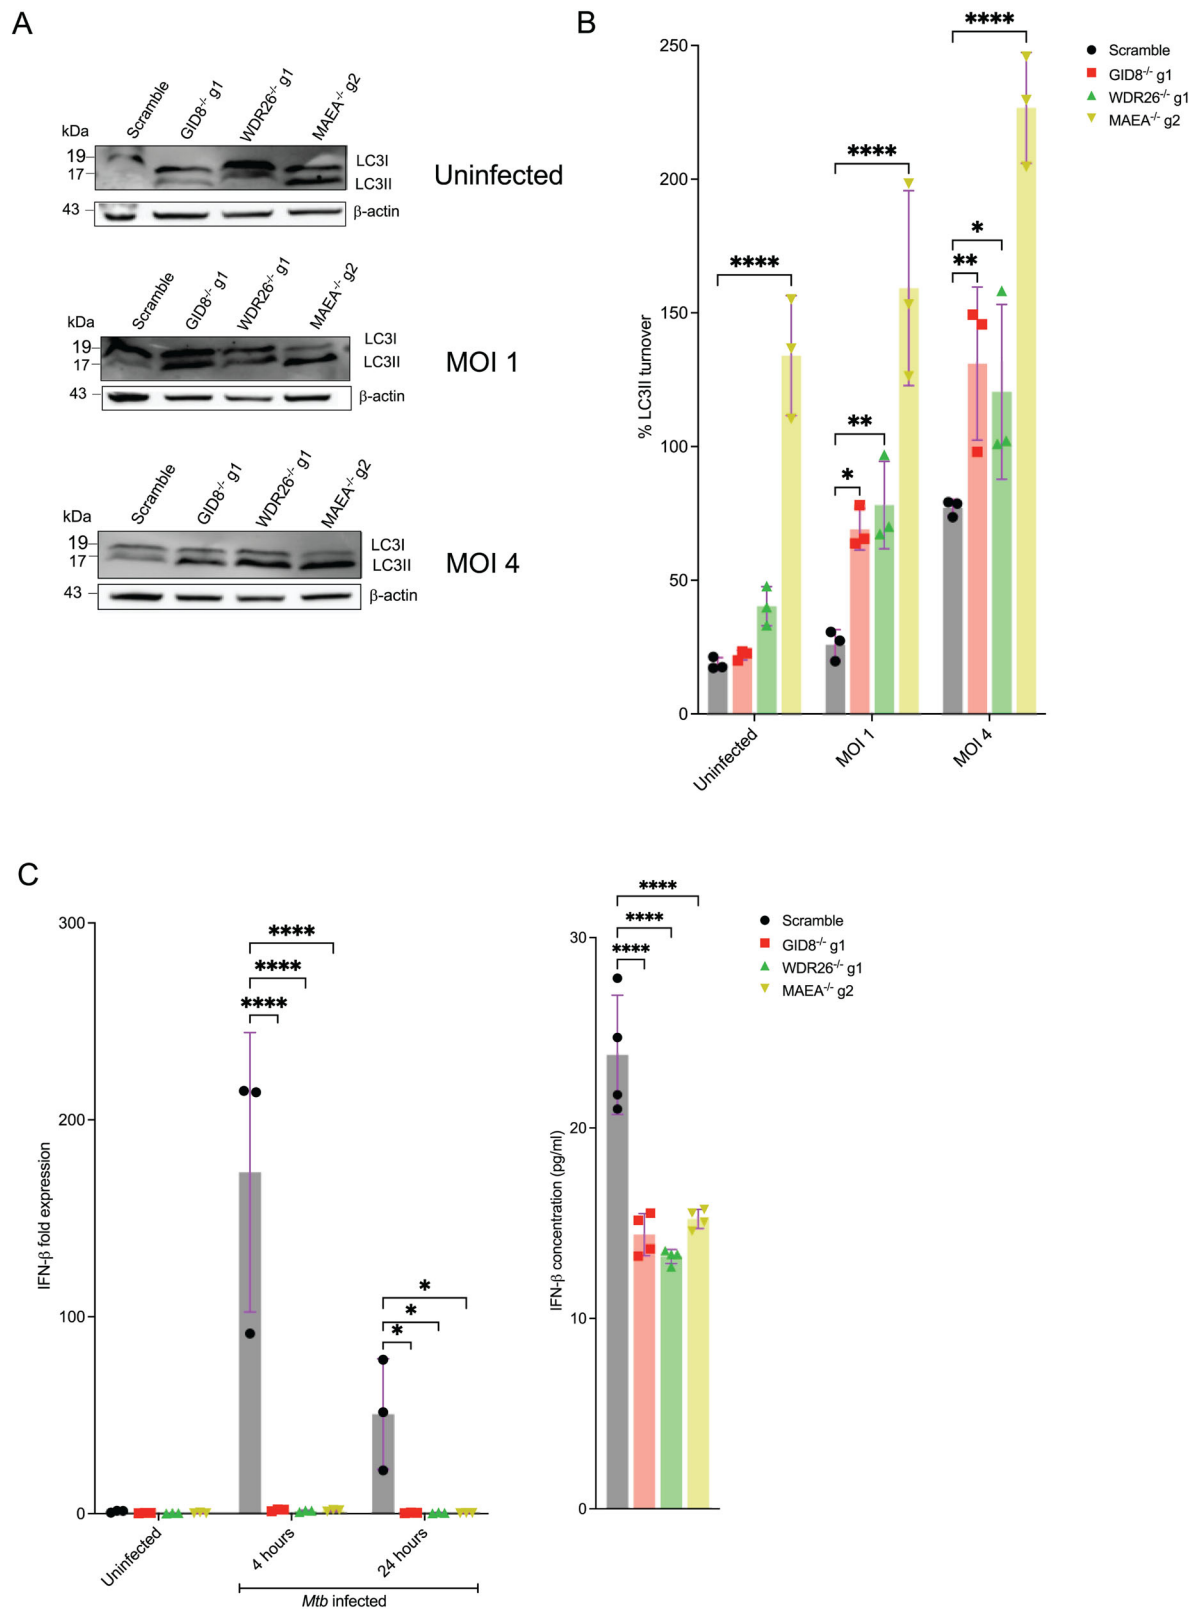 A
Scramble
GID8-/- g1
WDR26-/- g1
MAEA-/- g2
kDa
19
17
LC3I
LC3II
43
β-actin
Uninfected
Scramble
GID8-/- g1
WDR26-/- g1
MAEA-/- g2
kDa
19
17
LC3I
LC3II
43
β-actin
MOI 1
Scramble
GID8-/- g1
WDR26-/- g1
MAEA-/- g2
kDa
19
17
LC3I
LC3II
43
β-actin
MOI 4
B
% LC3II turnover
250
200
150
100
50
0
****
****
**
*
****
*
**
Uninfected
MOI 1
MOI 4
Scramble
GID8-/- g1
WDR26-/- g1
MAEA-/- g2
C
IFN-β fold expression
300
200
100
0
****
****
****
*
*
*
Uninfected
4 hours
24 hours
Mtb infected
IFN-β concentration (pg/ml)
30
20
10
0
****
****
****
Scramble
GID8-/- g1
WDR26-/- g1
MAEA-/- g2